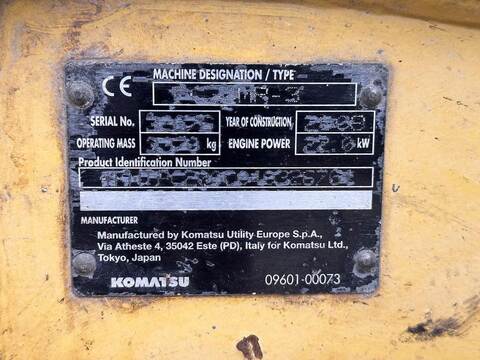 CE MACHINE DESIGNATION / TYPE
MR-3
SERIAL No. YEAR OF CONSTRUCTION
OPERATING MASS kg ENGINE POWER kW
Product Identification Number
MANUFACTURER
Manufactured by Komatsu Utility Europe S.p.A.,
Via Atheste 4, 35042 Este (PD), Italy for Komatsu Ltd.,
Tokyo, Japan
KOMATSU 09601-00073